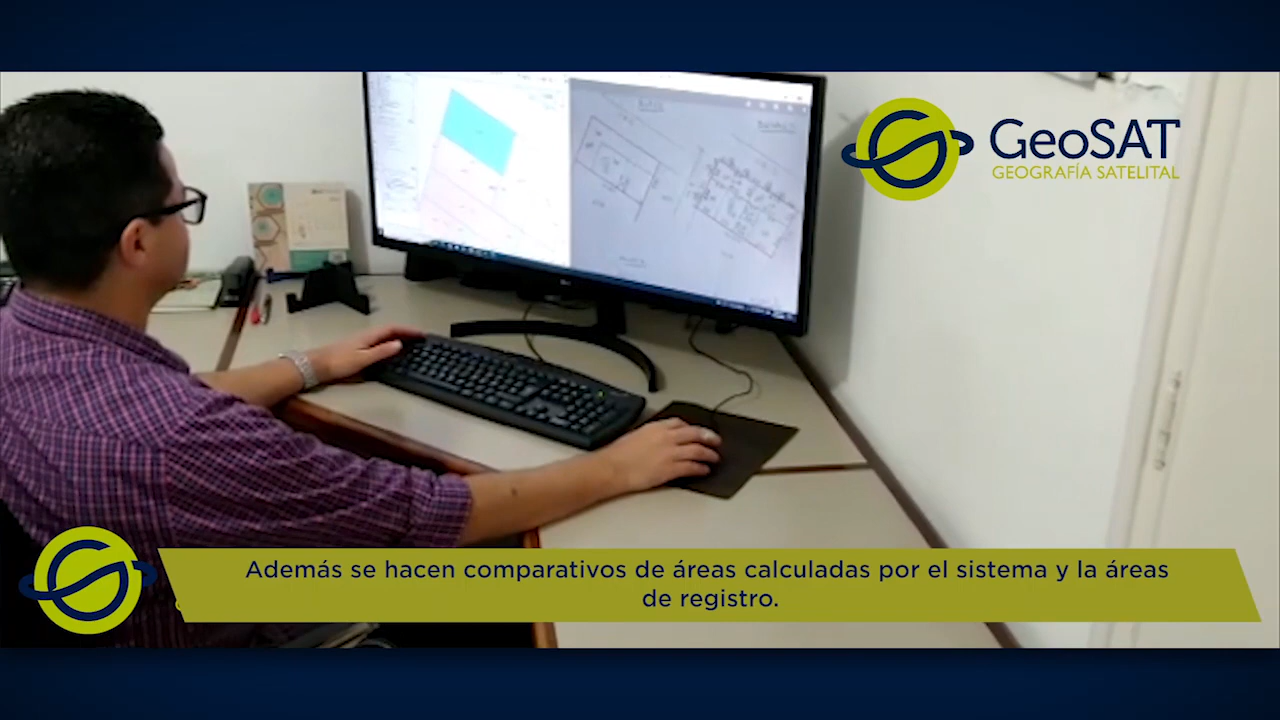 GeoSAT
GEOGRAFÍA SATELITAL
Además se hacen comparativos de áreas calculadas por el sistema y la áreas
de registro.